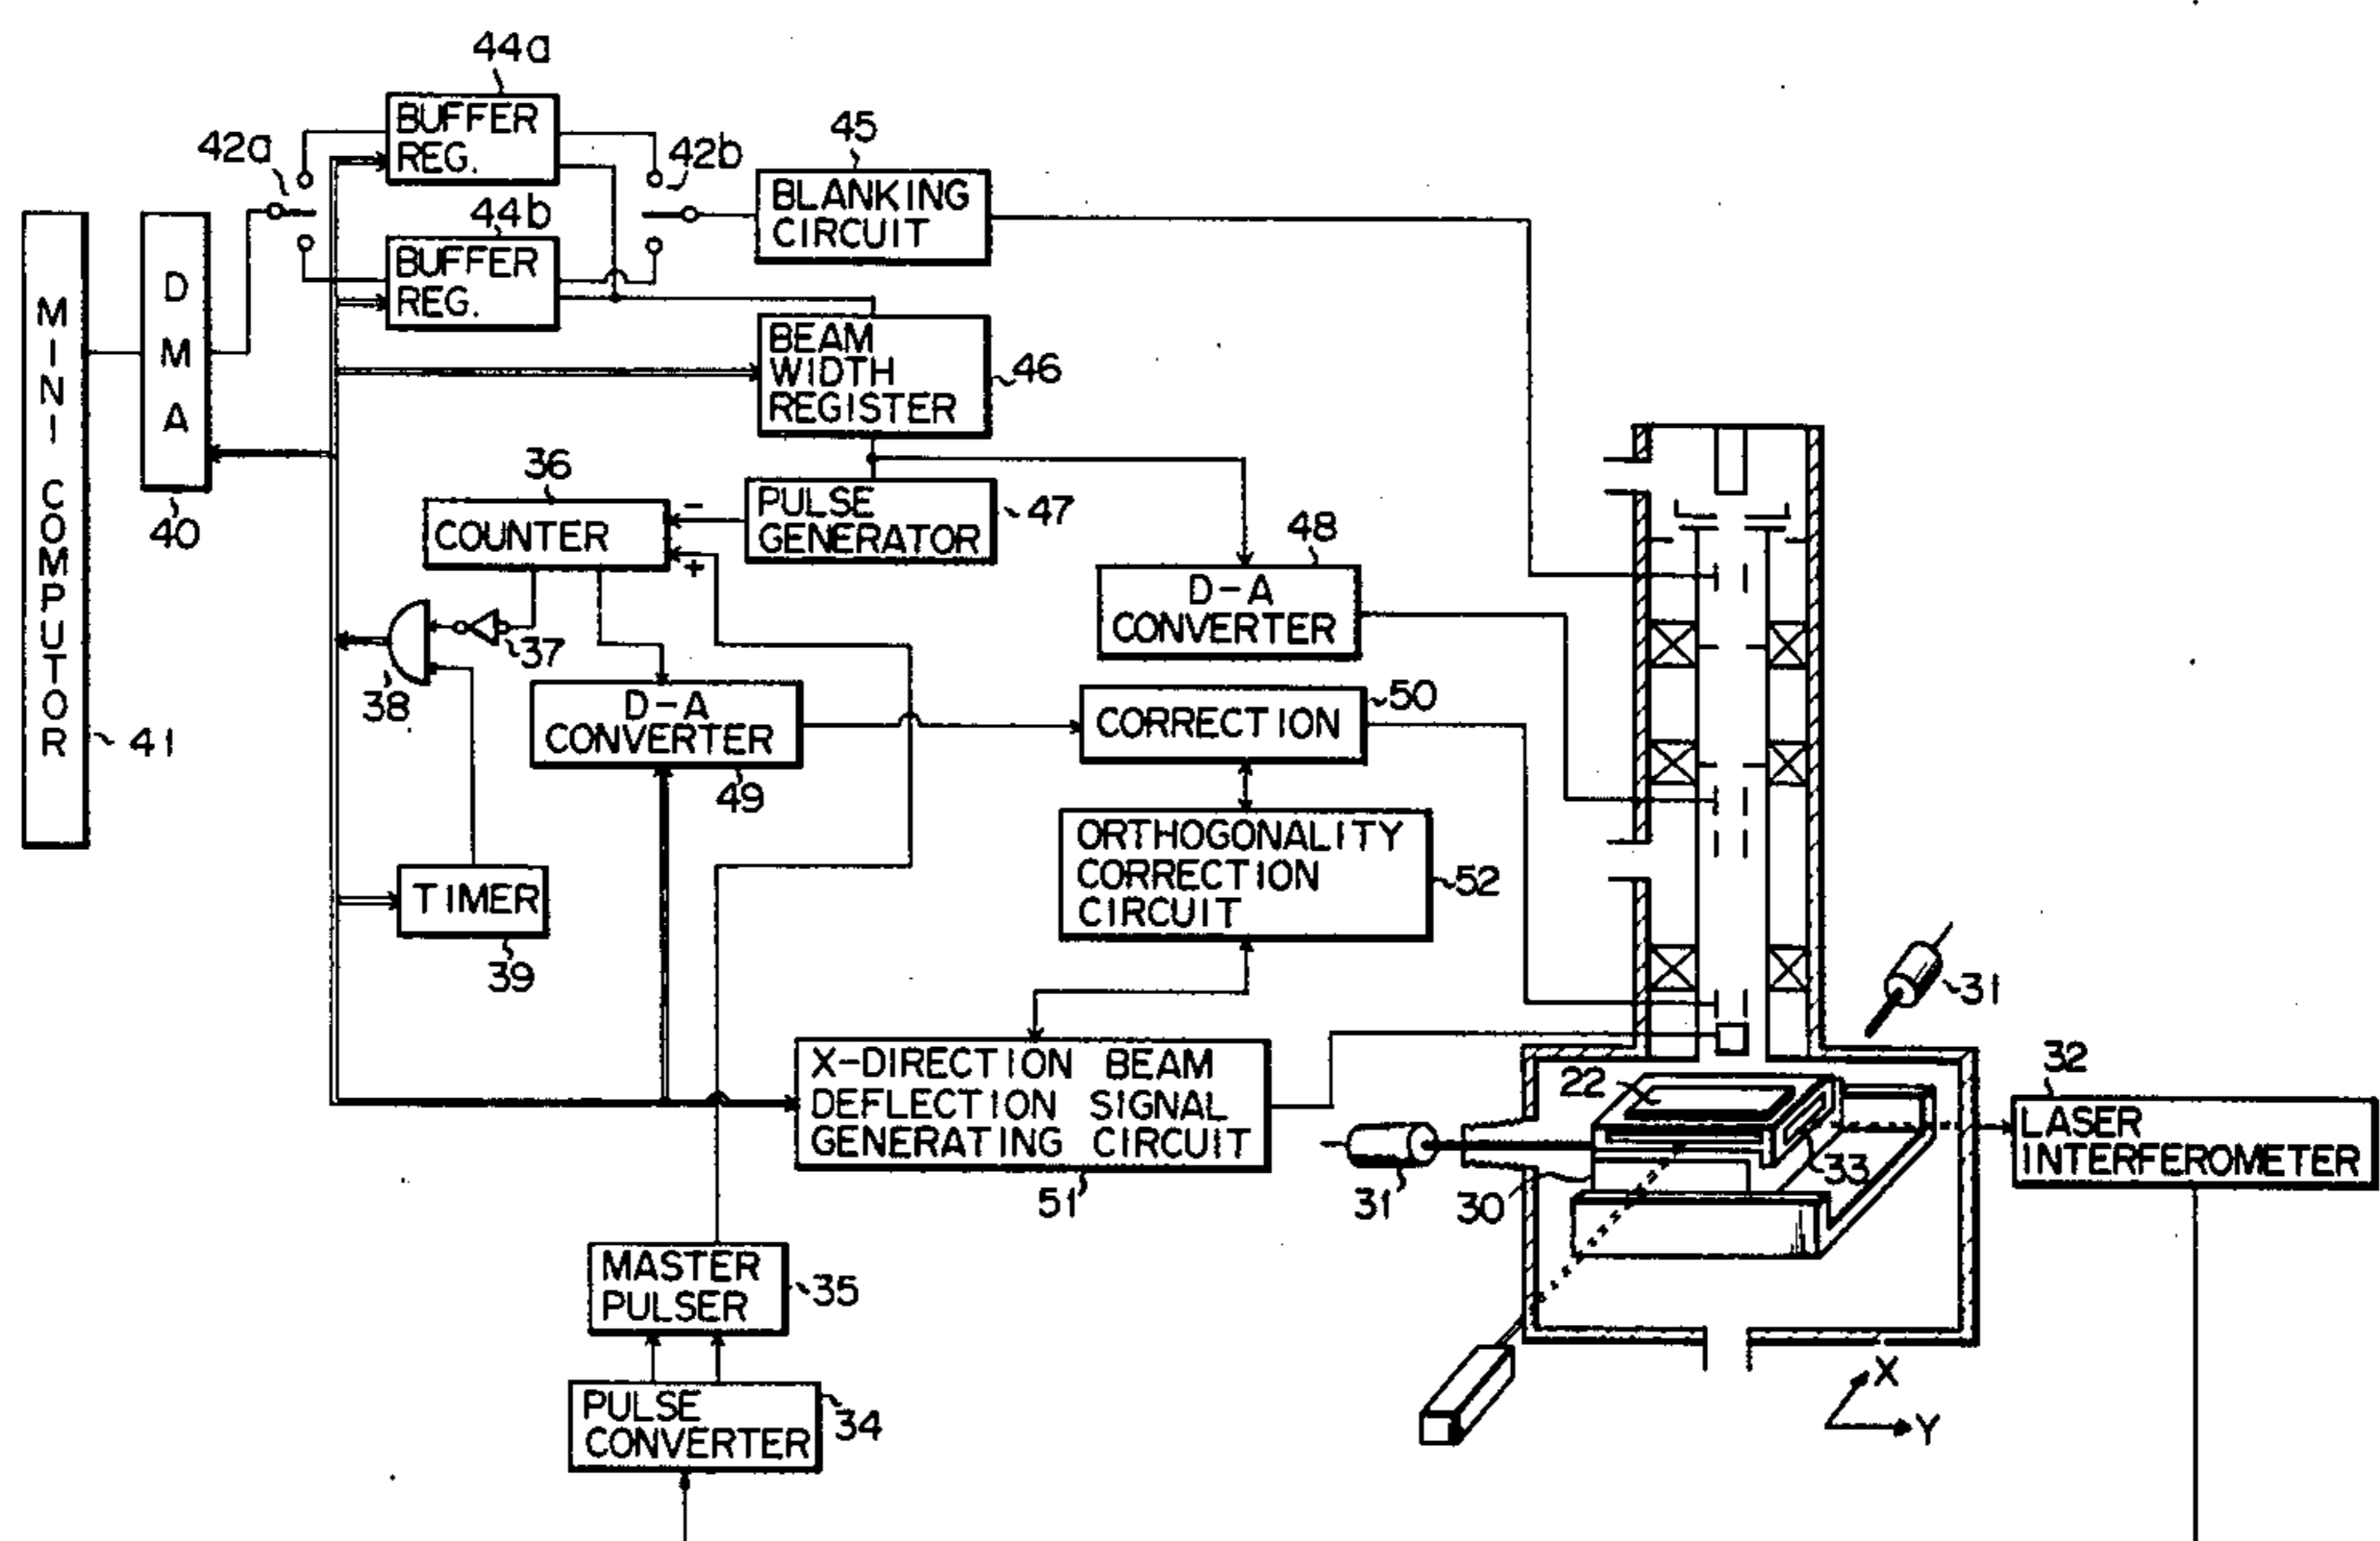 44a
BUFFER
REG.
42a
42b
45
BLANKING
CIRCUIT
44b
BUFFER
REG.
MINI COMPUTOR
41
DMA
40
BEAM
WIDTH
REGISTER
46
36
COUNTER
-
+
PULSE
GENERATOR
47
48
D-A
CONVERTER
37
38
D-A
CONVERTER
49
CORRECTION
50
ORTHOGONALITY
CORRECTION
CIRCUIT
52
TIMER
39
X-DIRECTION BEAM
DEFLECTION SIGNAL
GENERATING CIRCUIT
51
31
32
LASER
INTERFEROMETER
22
33
31
30
MASTER
PULSER
35
PULSE
CONVERTER
34
X
Y